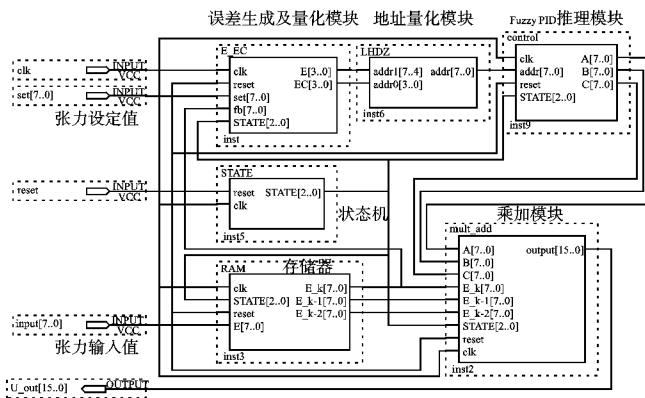 误差生成及量化模块 地址量化模块 Fuzzy PID推理模块
E_EC LHDZ control
clk INPUT VCC
set[7..0] INPUT VCC
张力设定值
clk E[3..0]
reset EC[3..0]
set[7..0]
fb[7..0]
STATE[2..0]
inst
addr1[7..4] addr[7..0]
addr0[3..0]
inst6
clk A[7..0]
addr[7..0] B[7..0]
reset C[7..0]
STATE[2..0]
inst9
reset INPUT VCC
STATE
reset STATE[2..0]
clk
inst5
状态机
乘加模块
mult_add
A[7..0] output[15..0]
B[7..0]
C[7..0]
E_k[7..0]
E_k-1[7..0]
E_k-2[7..0]
STATE[2..0]
reset
clk
inst2
存储器
RAM
clk E_k[7..0]
STATE[2..0] E_k-1[7..0]
reset E_k-2[7..0]
E[7..0]
inst3
input[7..0] INPUT VCC
张力输入值
U_out[15..0] OUTPUT